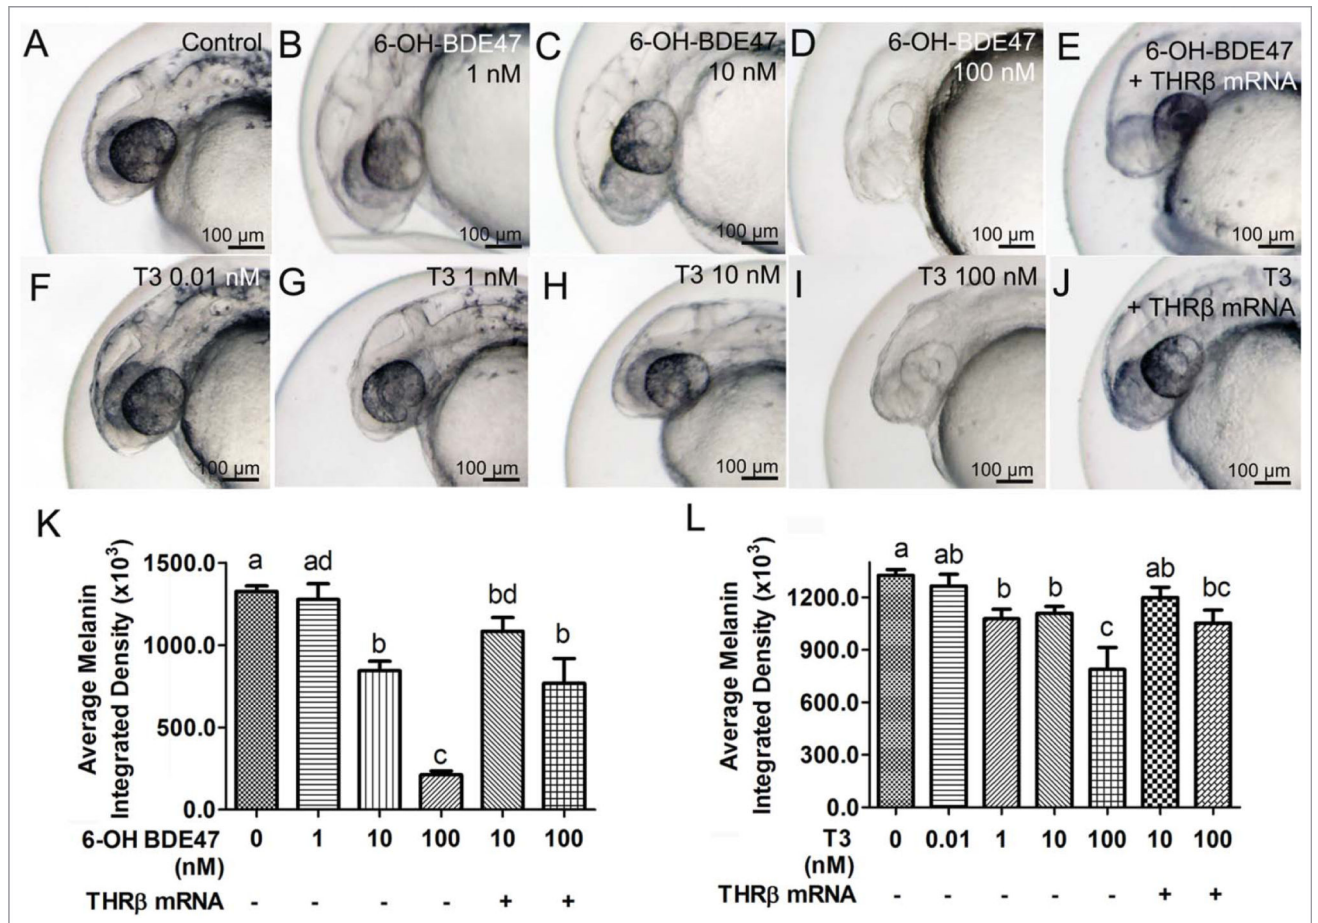 A
Control
B
6-OH-BDE47
1 nM
C
6-OH-BDE47
10 nM
D
6-OH-BDE47
100 nM
E
6-OH-BDE47
+ THRβ mRNA
100 µm
100 µm
100 µm
100 µm
100 µm
F
T3 0.01 nM
G
T3 1 nM
H
T3 10 nM
I
T3 100 nM
J
T3
+ THRβ mRNA
100 µm
100 µm
100 µm
100 µm
100 µm
K
Average Melanin
Integrated Density (x10³)
1500.0
1000.0
500.0
0.0
a
ad
b
c
bd
b
6-OH BDE47
(nM)
0 1 10 100 10 100
THRβ mRNA - - - - + +
L
Average Melanin
Integrated Density (x10³)
1200.0
900.0
600.0
300.0
0.0
a
ab
b
b
c
ab
bc
T3
(nM)
0 0.01 1 10 100 10 100
THRβ mRNA - - - - - + +